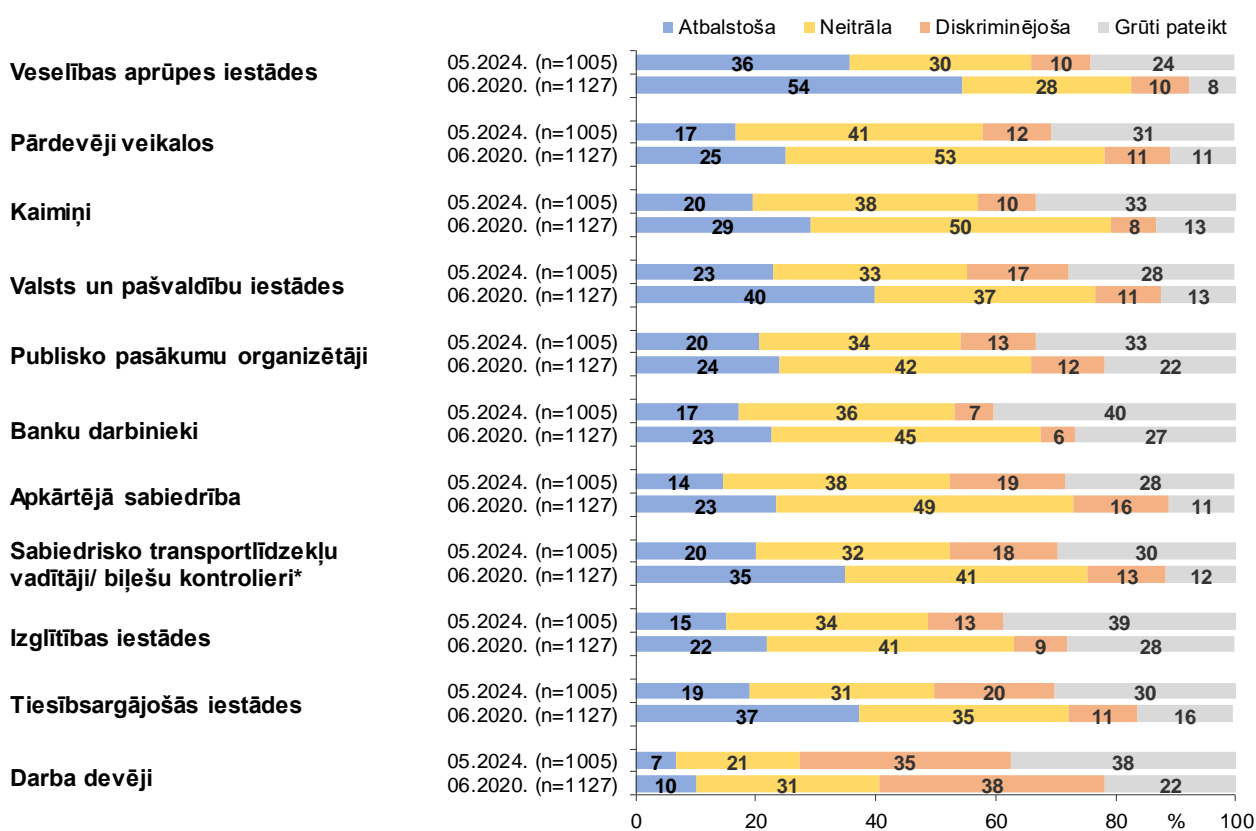 Atbalstoša Neitrāla Diskriminējoša Grūti pateikt
Veselības aprūpes iestādes
05.2024. (n=1005) 36 30 10 24
06.2020. (n=1127) 54 28 10 8
Pārdevēji veikalos
05.2024. (n=1005) 17 41 12 31
06.2020. (n=1127) 25 53 11 11
Kaimiņi
05.2024. (n=1005) 20 38 10 33
06.2020. (n=1127) 29 50 8 13
Valsts un pašvaldību iestādes
05.2024. (n=1005) 23 33 17 28
06.2020. (n=1127) 40 37 11 13
Publisko pasākumu organizētāji
05.2024. (n=1005) 20 34 13 33
06.2020. (n=1127) 24 42 12 22
Banku darbinieki
05.2024. (n=1005) 17 36 7 40
06.2020. (n=1127) 23 45 6 27
Apkārtējā sabiedrība
05.2024. (n=1005) 14 38 19 28
06.2020. (n=1127) 23 49 16 11
Sabiedrisko transportlīdzekļu
vadītāji/ biļešu kontrolieri*
05.2024. (n=1005) 20 32 18 30
06.2020. (n=1127) 35 41 13 12
Izglītības iestādes
05.2024. (n=1005) 15 34 13 39
06.2020. (n=1127) 22 41 9 28
Tiesībsargājošās iestādes
05.2024. (n=1005) 19 31 20 30
06.2020. (n=1127) 37 35 11 16
Darba devēji
05.2024. (n=1005) 7 21 35 38
06.2020. (n=1127) 10 31 38 22
0 20 40 60 80 % 100